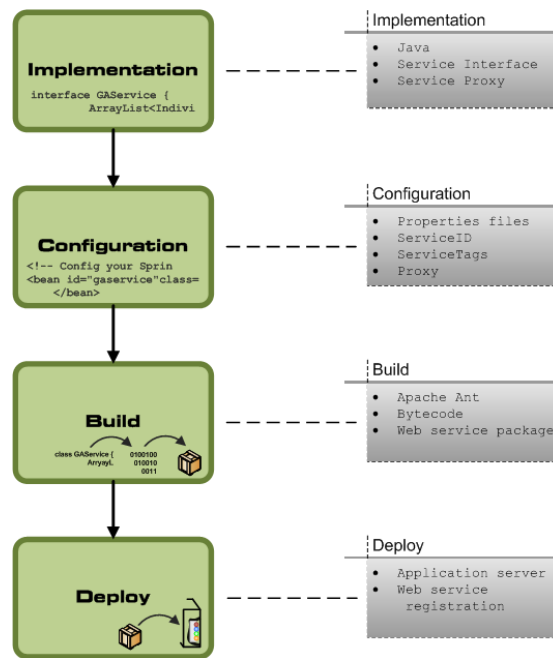 Implementation
interface GAService {
ArrayList<Indivi
Implementation
• Java
• Service Interface
• Service Proxy
Configuration
<!-- Config your Sprin
<bean id="gaservice"class=
</bean>
Configuration
• Properties files
• ServiceID
• ServiceTags
• Proxy
Build
class GAService {
ArryayL
0100100
010010
0011
Build
• Apache Ant
• Bytecode
• Web service package
Deploy
Deploy
• Application server
• Web service
registration